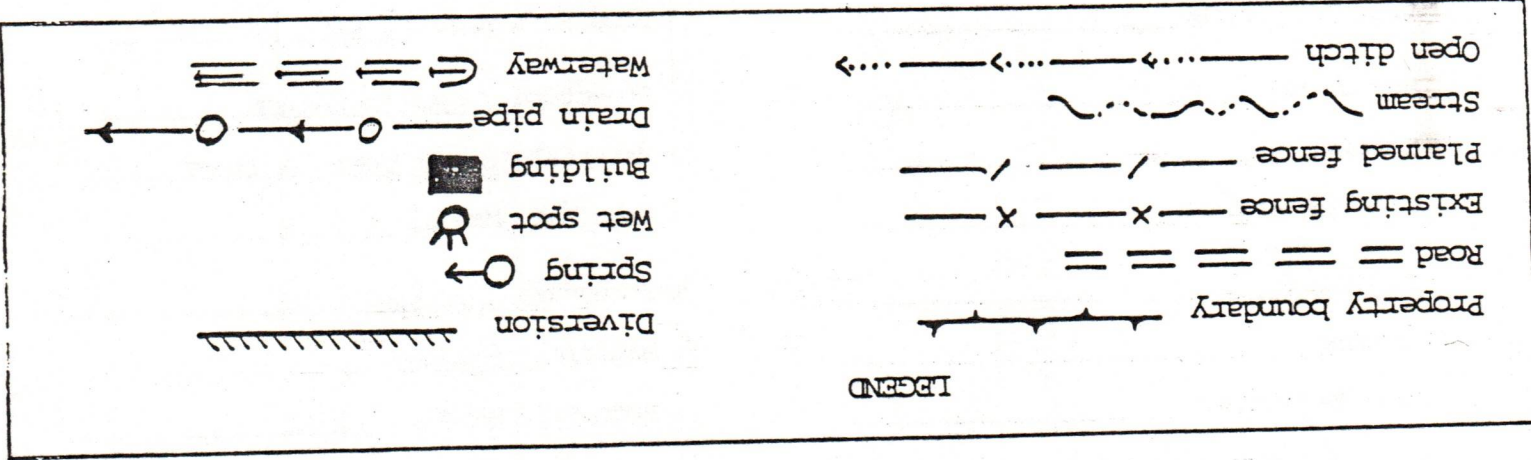 LEGEND
Property boundary
Road
Existing fence
Planned fence
Stream
Open ditch
Diversion
Spring
Wet spot
Building
Drain pipe
Waterway